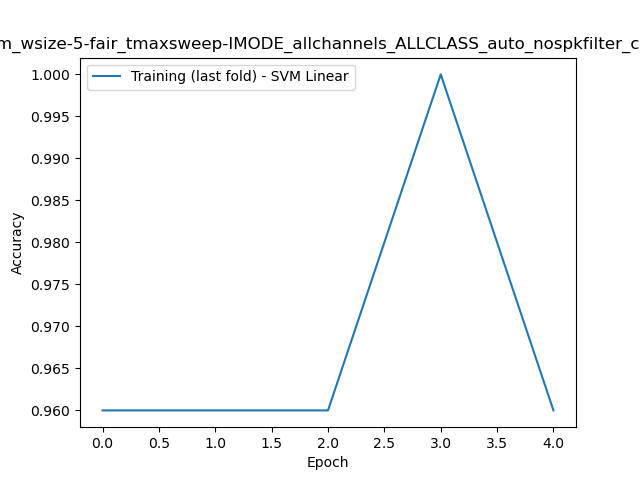 m_wsize-5-fair_tmaxsweep-IMODE_allchannels_ALLCLASS_auto_nospkfilter_c
Training (last fold) - SVM Linear
1.000
0.995
0.990
0.985
0.980
0.975
0.970
0.965
0.960
Accuracy
0.0 0.5 1.0 1.5 2.0 2.5 3.0 3.5 4.0
Epoch